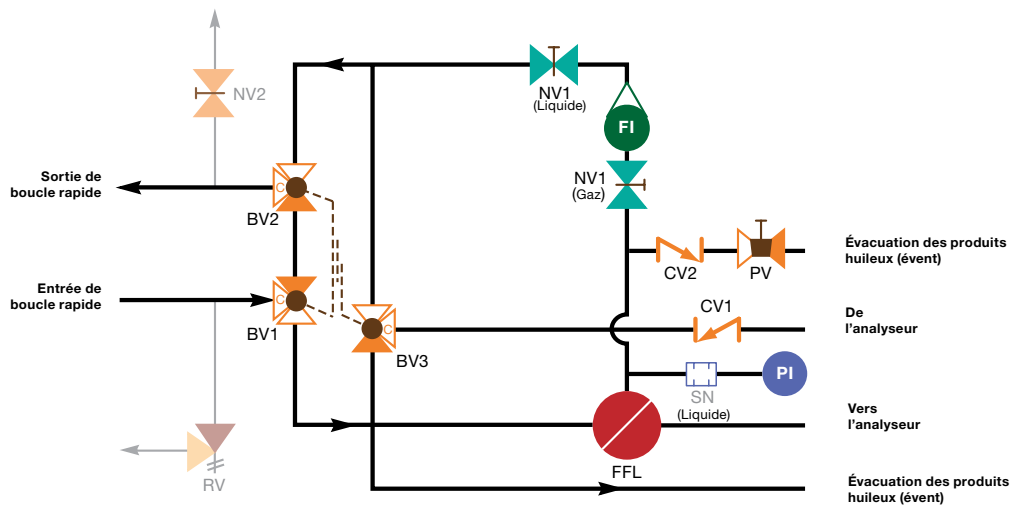 NV2
NV1
(Liquide)
FI
NV1
(Gaz)
Sortie de
boucle rapide
C
BV2
CV2
PV
Évacuation des produits
huileux (évent)
Entrée de
boucle rapide
C
BV1
C
BV3
CV1
De
l'analyseur
SN
(Liquide)
PI
Vers
l'analyseur
FFL
RV
Évacuation des produits
huileux (évent)